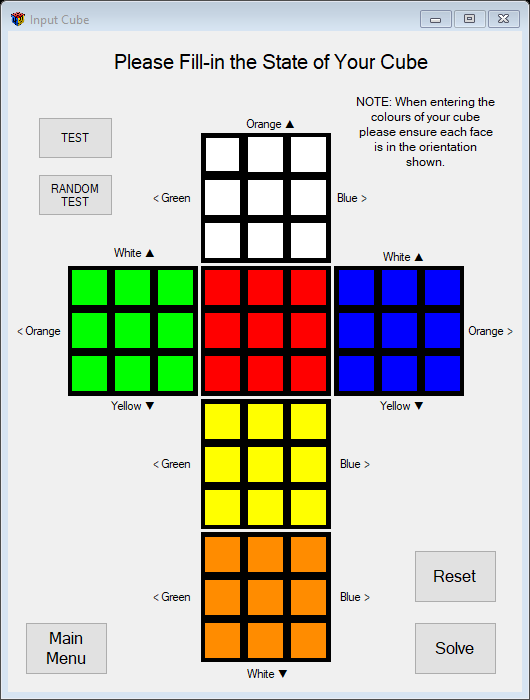 Input Cube
Please Fill-in the State of Your Cube
NOTE: When entering the
colours of your cube
please ensure each face
is in the orientation
shown.
TEST
RANDOM
TEST
Orange ▲
< Green
Blue >
White ▲
White ▲
< Orange
Orange >
Yellow ▼
Yellow ▼
< Green
Blue >
< Green
Blue >
White ▼
Reset
Solve
Main
Menu